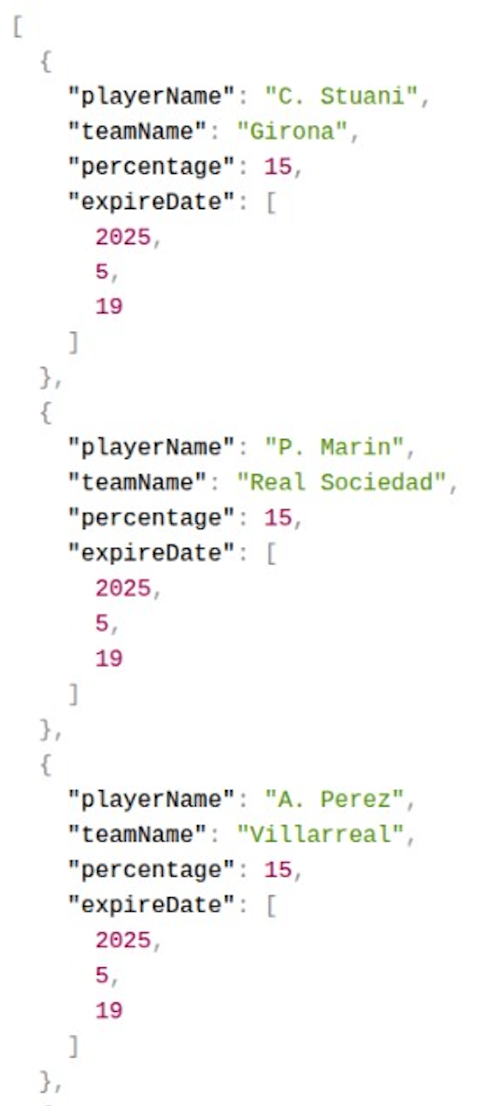 [
  {
    "playerName": "C. Stuani",
    "teamName": "Girona",
    "percentage": 15,
    "expireDate": [
      2025,
      5,
      19
    ]
  },
  {
    "playerName": "P. Marin",
    "teamName": "Real Sociedad",
    "percentage": 15,
    "expireDate": [
      2025,
      5,
      19
    ]
  },
  {
    "playerName": "A. Perez",
    "teamName": "Villarreal",
    "percentage": 15,
    "expireDate": [
      2025,
      5,
      19
    ]
  },